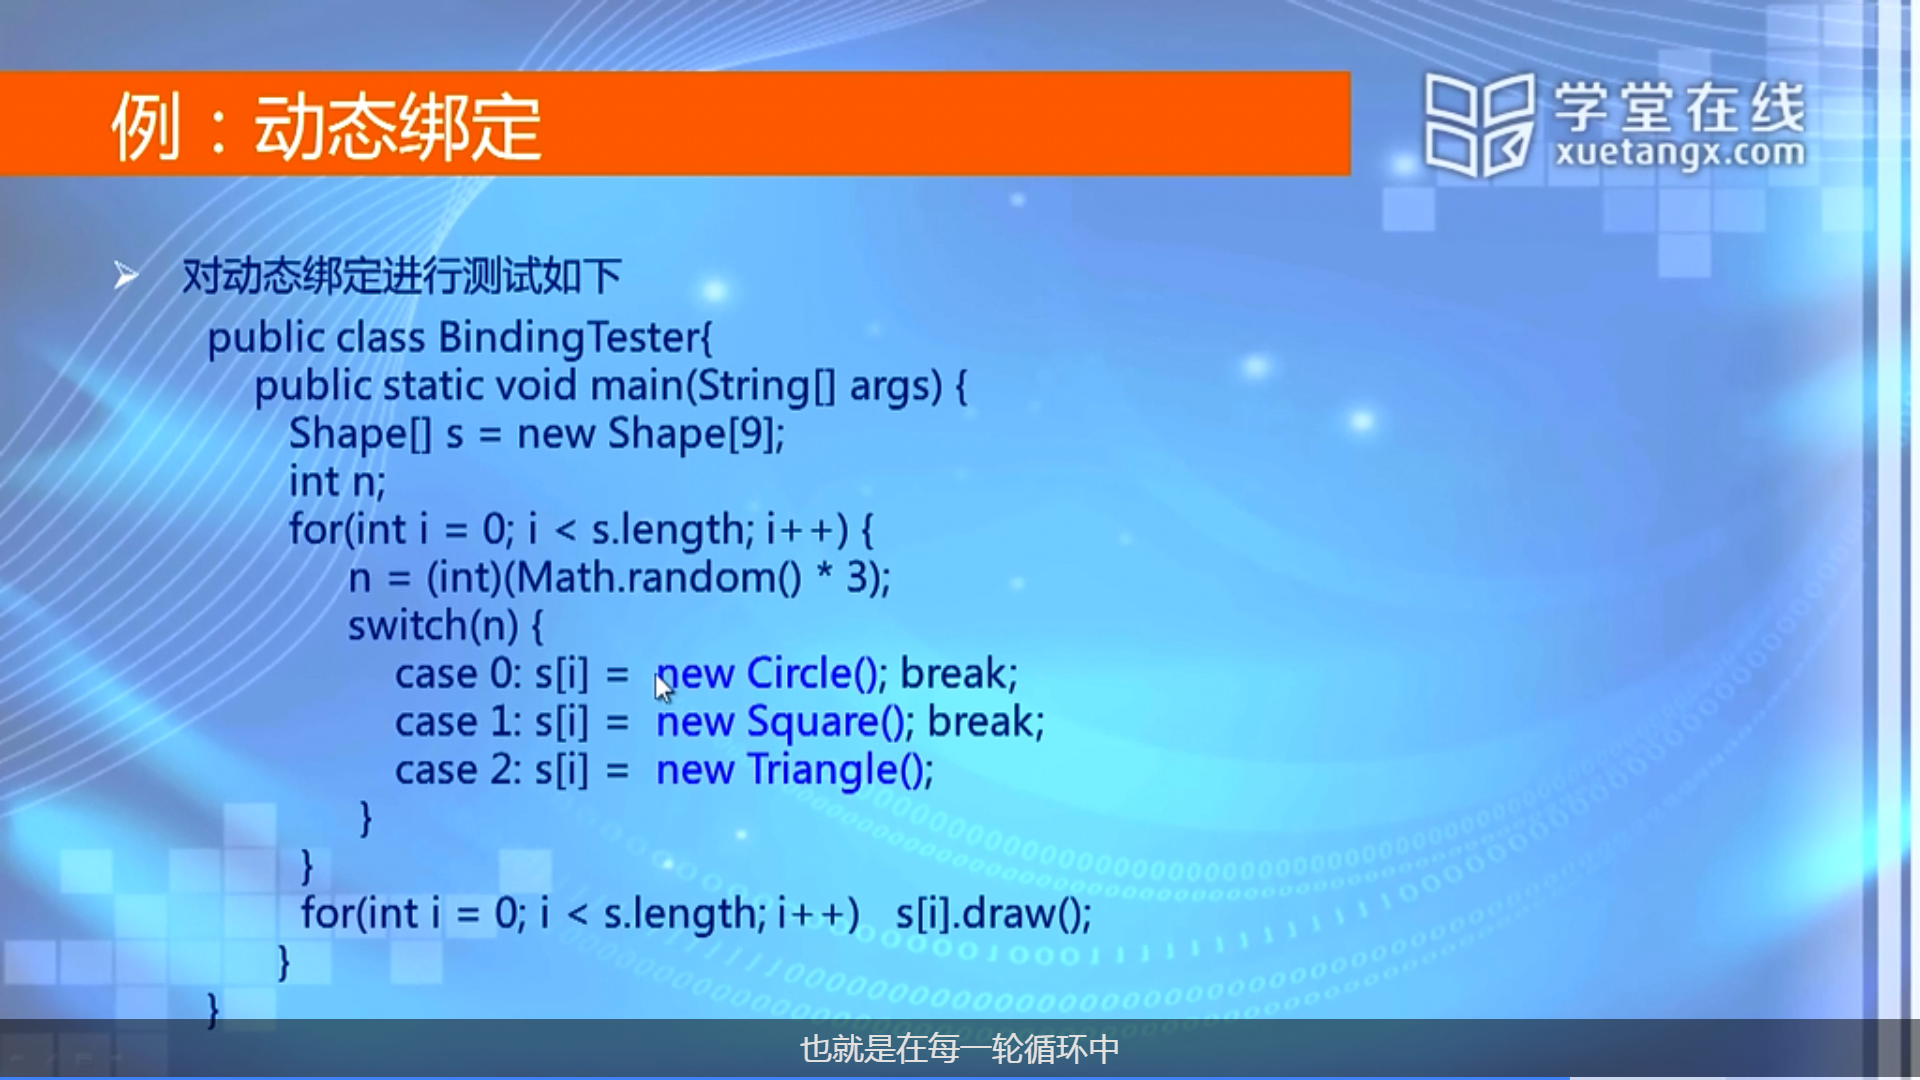 例：动态绑定
学堂在线
xuetangx.com
对动态绑定进行测试如下
public class BindingTester{
public static void main(String[] args) {
Shape[] s = new Shape[9];
int n;
for(int i = 0; i < s.length; i++) {
n = (int)(Math.random() * 3);
switch(n) {
case 0: s[i] = new Circle(); break;
case 1: s[i] = new Square(); break;
case 2: s[i] = new Triangle();
}
}
for(int i = 0; i < s.length; i++) s[i].draw();
}
}
也就是在每一轮循环中